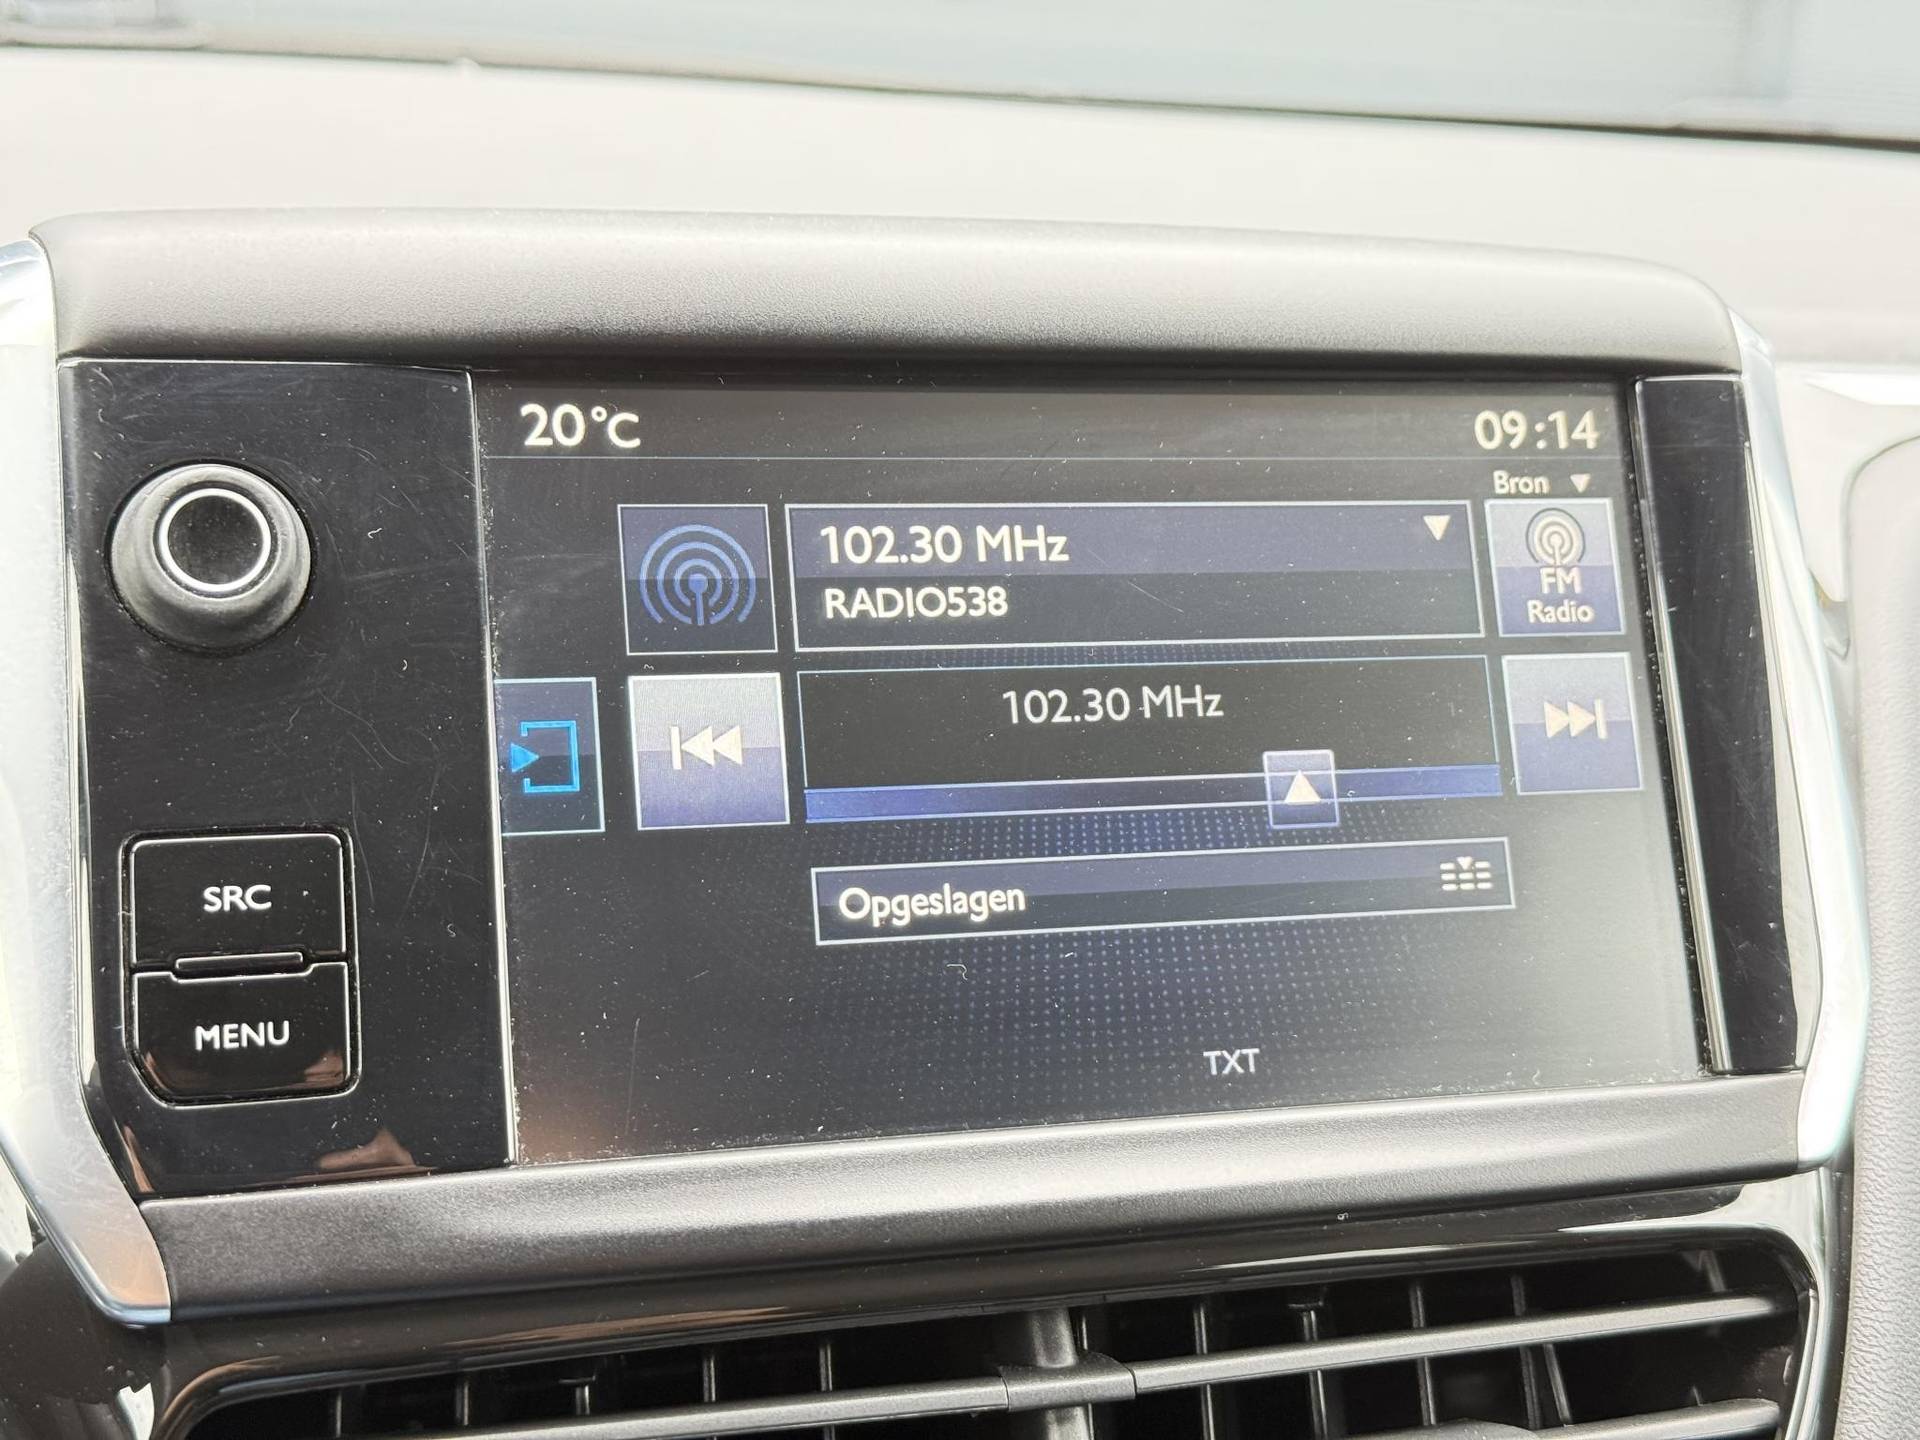 20°C
09:14
Bron
102.30 MHz
RADIO538
FM
Radio
102.30 MHz
Opgeslagen
TXT
SRC
MENU